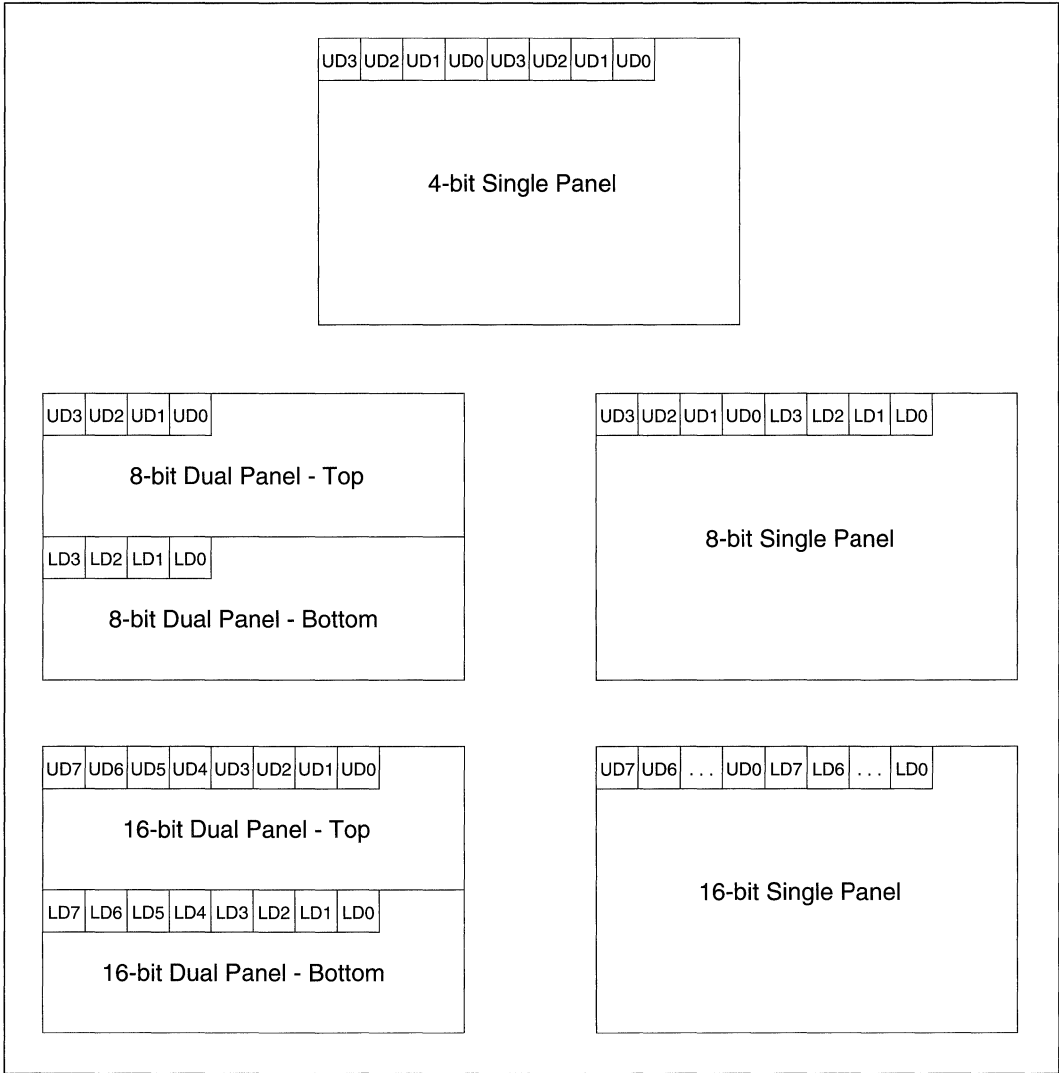 UD3 UD2 UD1 UD0 UD3 UD2 UD1 UD0
4-bit Single Panel
UD3 UD2 UD1 UD0
8-bit Dual Panel - Top
LD3 LD2 LD1 LD0
8-bit Dual Panel - Bottom
UD3 UD2 UD1 UD0 LD3 LD2 LD1 LD0
8-bit Single Panel
UD7 UD6 UD5 UD4 UD3 UD2 UD1 UD0
16-bit Dual Panel - Top
LD7 LD6 LD5 LD4 LD3 LD2 LD1 LD0
16-bit Dual Panel - Bottom
UD7 UD6 . . . UD0 LD7 LD6 . . . LD0
16-bit Single Panel